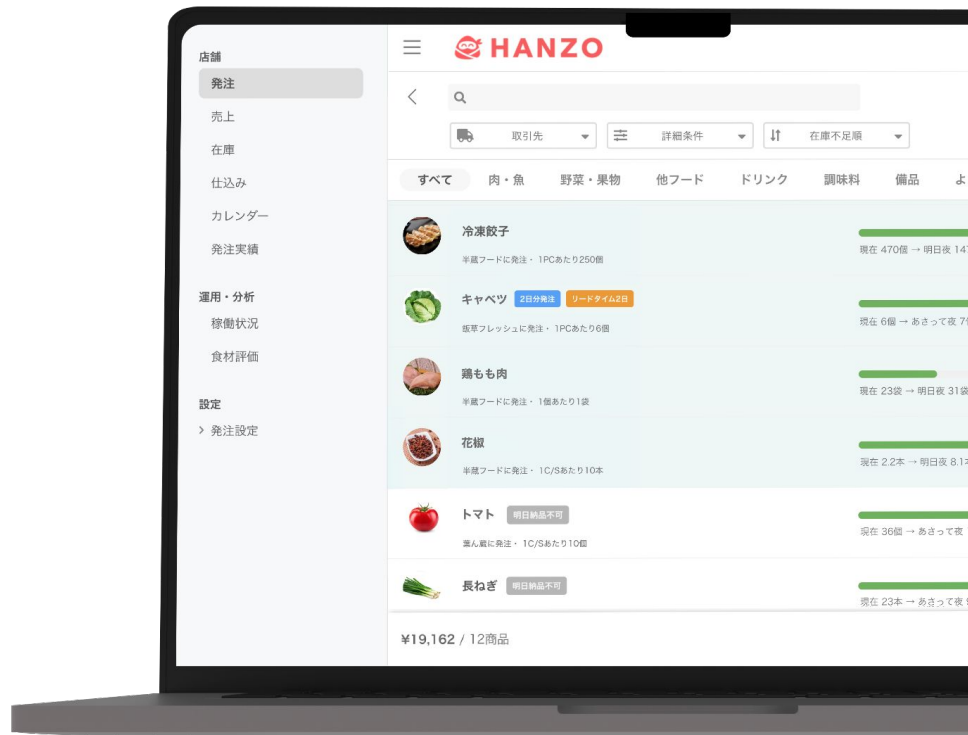 店舗
発注
売上
在庫
仕込み
カレンダー
発注実績
運用・分析
稼働状況
食材評価
設定
発注設定
HANZO
取引先
詳細条件
在庫不足順
すべて 肉・魚 野菜・果物 他フード ドリンク 調味料 備品 よ
冷凍餃子
半蔵フードに発注・ 1PCあたり250個
現在 470個 → 明日夜 147
キャベツ 2日分発注 リードタイム2日
飯草フレッシュに発注・ 1PCあたり6個
現在 6個 → あさって夜 7個
鶏もも肉
半蔵フードに発注・ 1個あたり1袋
現在 23袋 → 明日夜 31袋
花椒
半蔵フードに発注・ 1C/Sあたり10本
現在 2.2本 → 明日夜 8.1本
トマト 明日納品不可
葉ん蔵に発注・ 1C/Sあたり10個
現在 36個 → あさって夜
長ねぎ 明日納品不可
現在 23本 → あさって夜 9
¥19,162 / 12商品